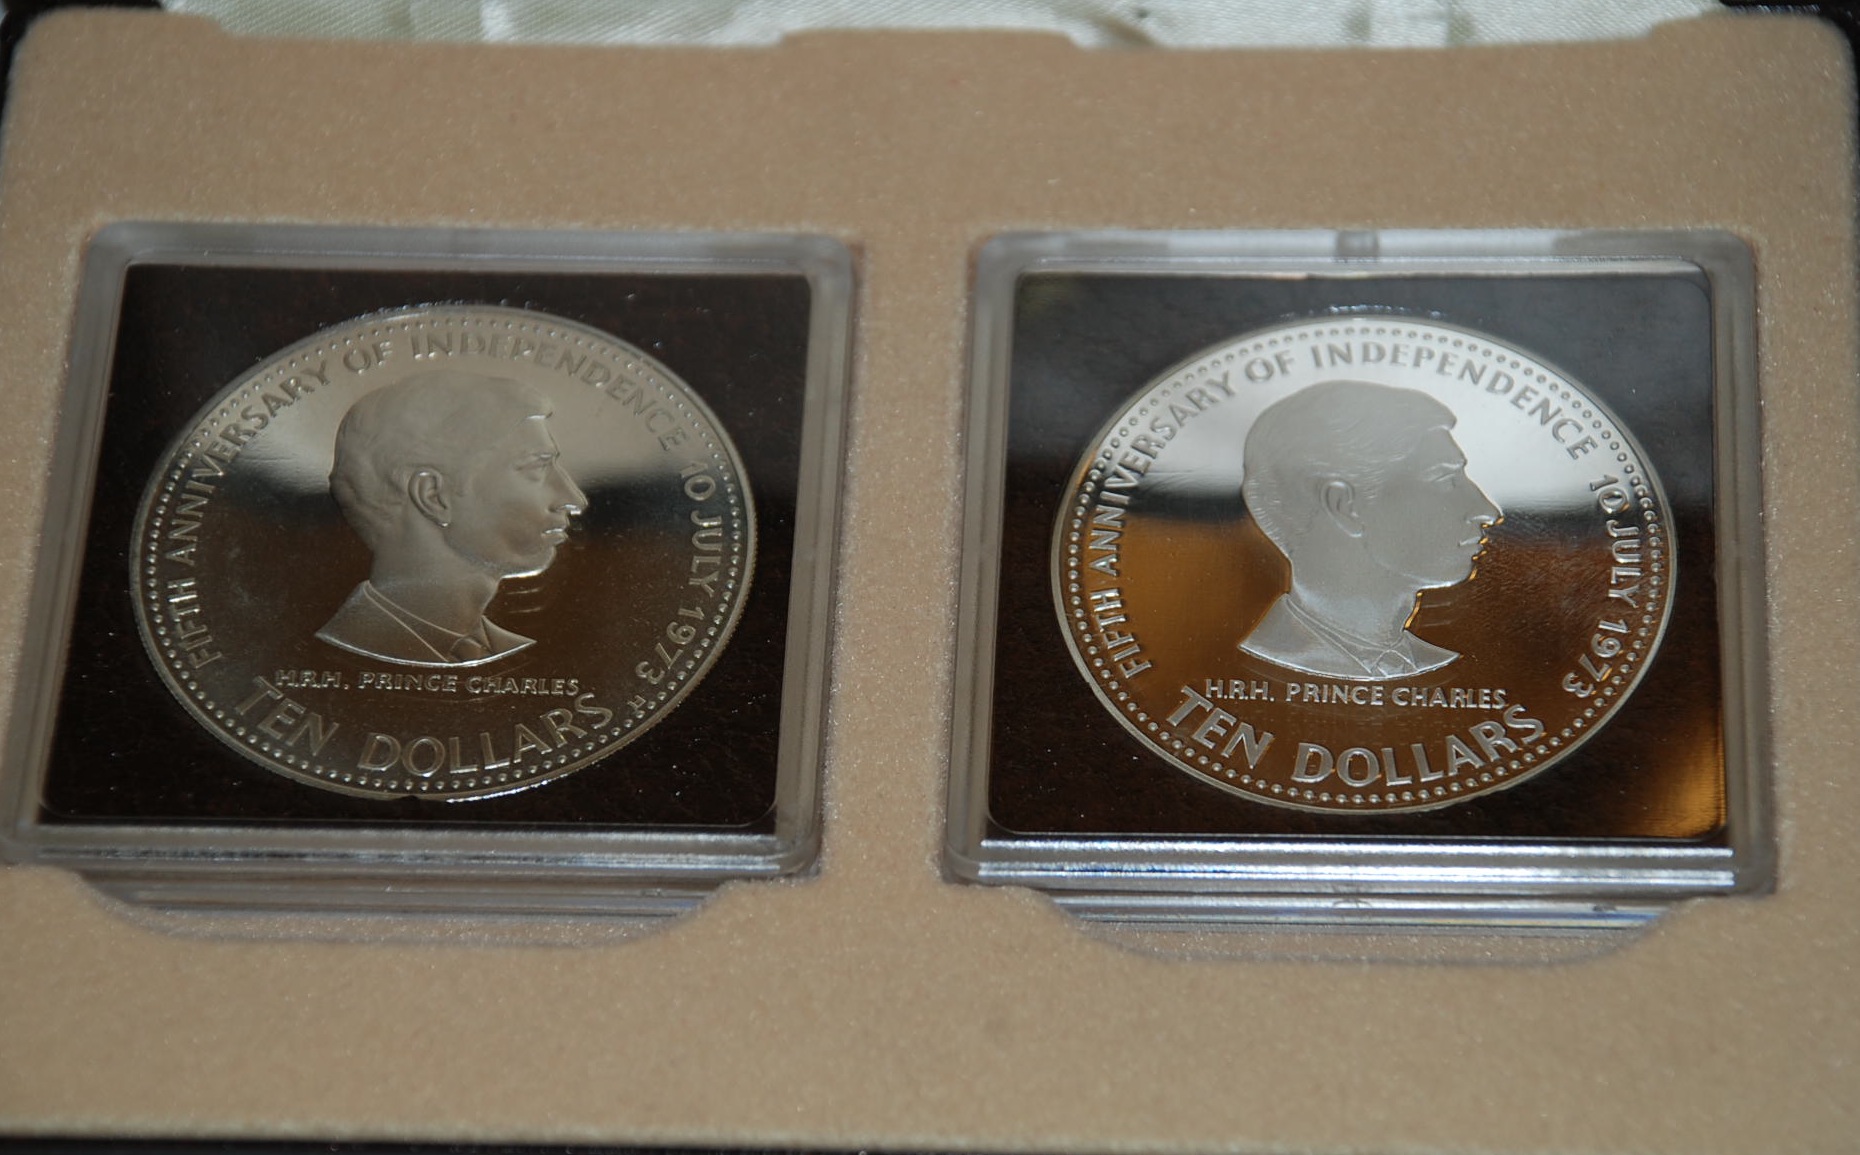 FIFTH ANNIVERSARY OF INDEPENDENCE 10 JULY 1973
H.R.H. PRINCE CHARLES
H
TEN DOLLARS
FIFTH ANNIVERSARY OF INDEPENDENCE 10 JULY 1973
H.R.H. PRINCE CHARLES
TEN DOLLARS